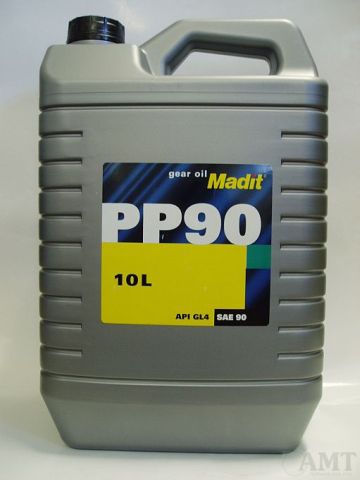 gear oil Madit
PP90
10L
API GL4 SAE 90
AMT